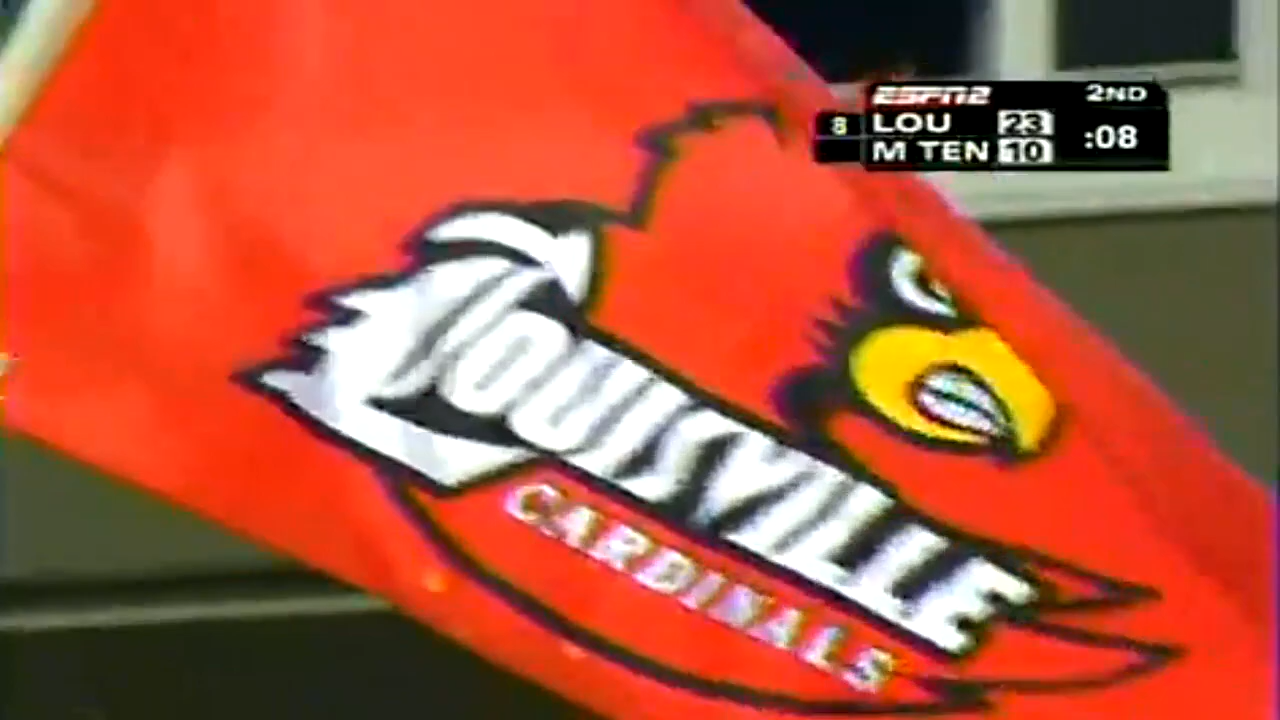 ESPN2 2ND
8 LOU 23 :08
M TEN 10
LOUISVILLE
CARDINALS